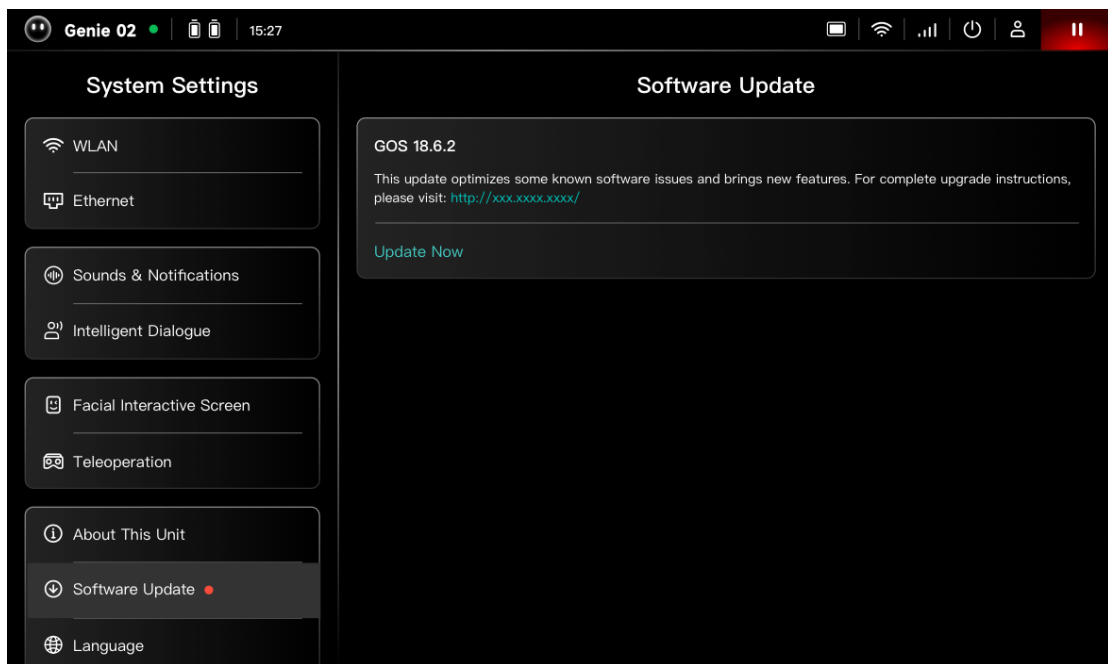 Genie 02
15:27
System Settings
WLAN
Ethernet
Sounds & Notifications
Intelligent Dialogue
Facial Interactive Screen
Teleoperation
About This Unit
Software Update
Language
Software Update
GOS 18.6.2
This update optimizes some known software issues and brings new features. For complete upgrade instructions,
please visit: http://xxx.xxxx.xxxx/
Update Now